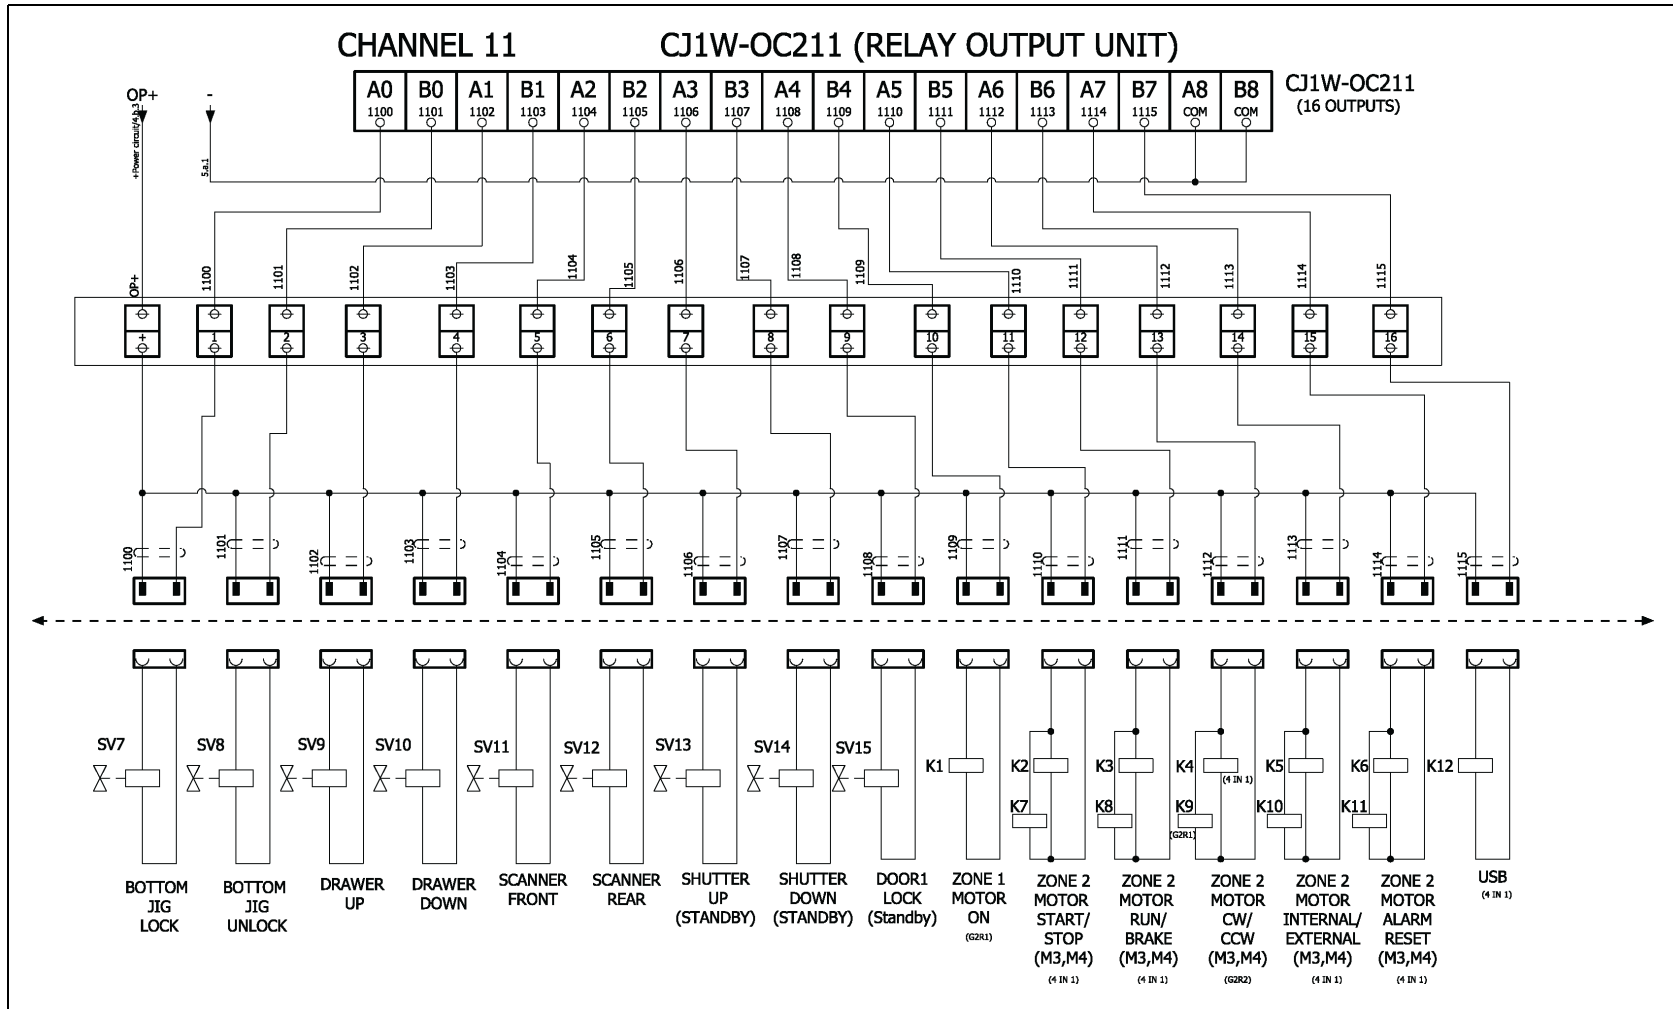 CHANNEL 11
CJ1W-OC211 (RELAY OUTPUT UNIT)
A0 B0 A1 B1 A2 B2 A3 B3 A4 B4 A5 B5 A6 B6 A7 B7 A8 B8
1100 1101 1102 1103 1104 1105 1106 1107 1108 1109 1110 1111 1112 1113 1114 1115 COM COM
CJ1W-OC211
(16 OUTPUTS)
OP+
-
+Power circuit/4.b.3
5.a.1
OP+ 1100 1101 1102 1103 1104 1105 1106 1107 1108 1109 1110 1111 1112 1113 1114 1115
+ 1 2 3 4 5 6 7 8 9 10 11 12 13 14 15 16
1100 1101 1102 1103 1104 1105 1106 1107 1108 1109 1110 1111 1112 1113 1114 1115
SV7 SV8 SV9 SV10 SV11 SV12 SV13 SV14 SV15 K1 K2 K3 K4 K5 K6 K12
(4 IN 1)
K7 K8 K9 K10 K11
(G2R1)
BOTTOM
JIG
LOCK
BOTTOM
JIG
UNLOCK
DRAWER
UP
DRAWER
DOWN
SCANNER
FRONT
SCANNER
REAR
SHUTTER
UP
(STANDBY)
SHUTTER
DOWN
(STANDBY)
DOOR1
LOCK
(Standby)
ZONE 1
MOTOR
ON
(G2R1)
ZONE 2
MOTOR
START/
STOP
(M3,M4)
(4 IN 1)
ZONE 2
MOTOR
RUN/
BRAKE
(M3,M4)
(4 IN 1)
ZONE 2
MOTOR
CW/
CCW
(M3,M4)
(G2R2)
ZONE 2
MOTOR
INTERNAL/
EXTERNAL
(M3,M4)
(4 IN 1)
ZONE 2
MOTOR
ALARM
RESET
(M3,M4)
(4 IN 1)
USB
(4 IN 1)